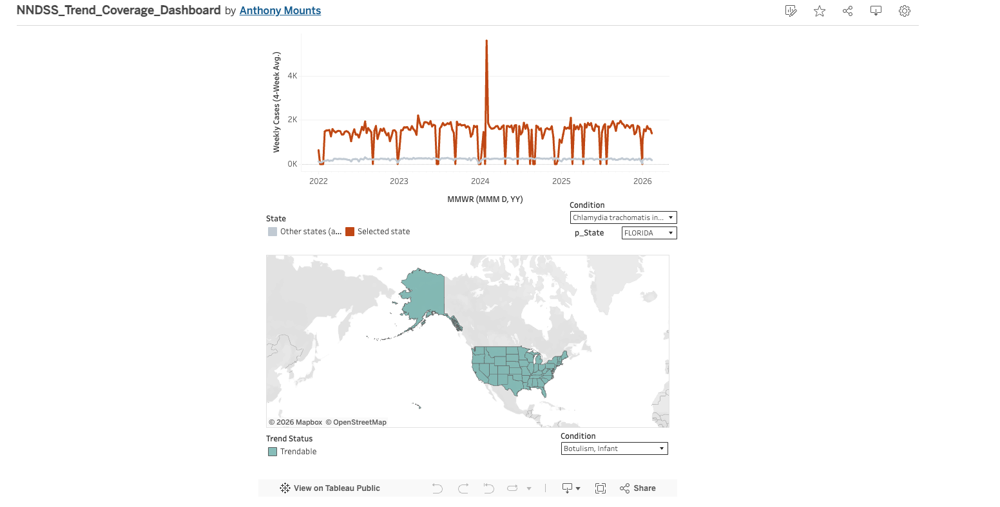 NNDSS_Trend_Coverage_Dashboard by Anthony Mounts
Weekly Cases (4-Week Avg.)
4K
2K
0K
2022 2023 2024 2025 2026
MMWR (MMM D, YY)
Condition
Chlamydia trachomatis in...
State
Other states (a... Selected state
p_State FLORIDA
© 2026 Mapbox © OpenStreetMap
Trend Status
Trendable
Condition
Botulism, Infant
View on Tableau Public
Share